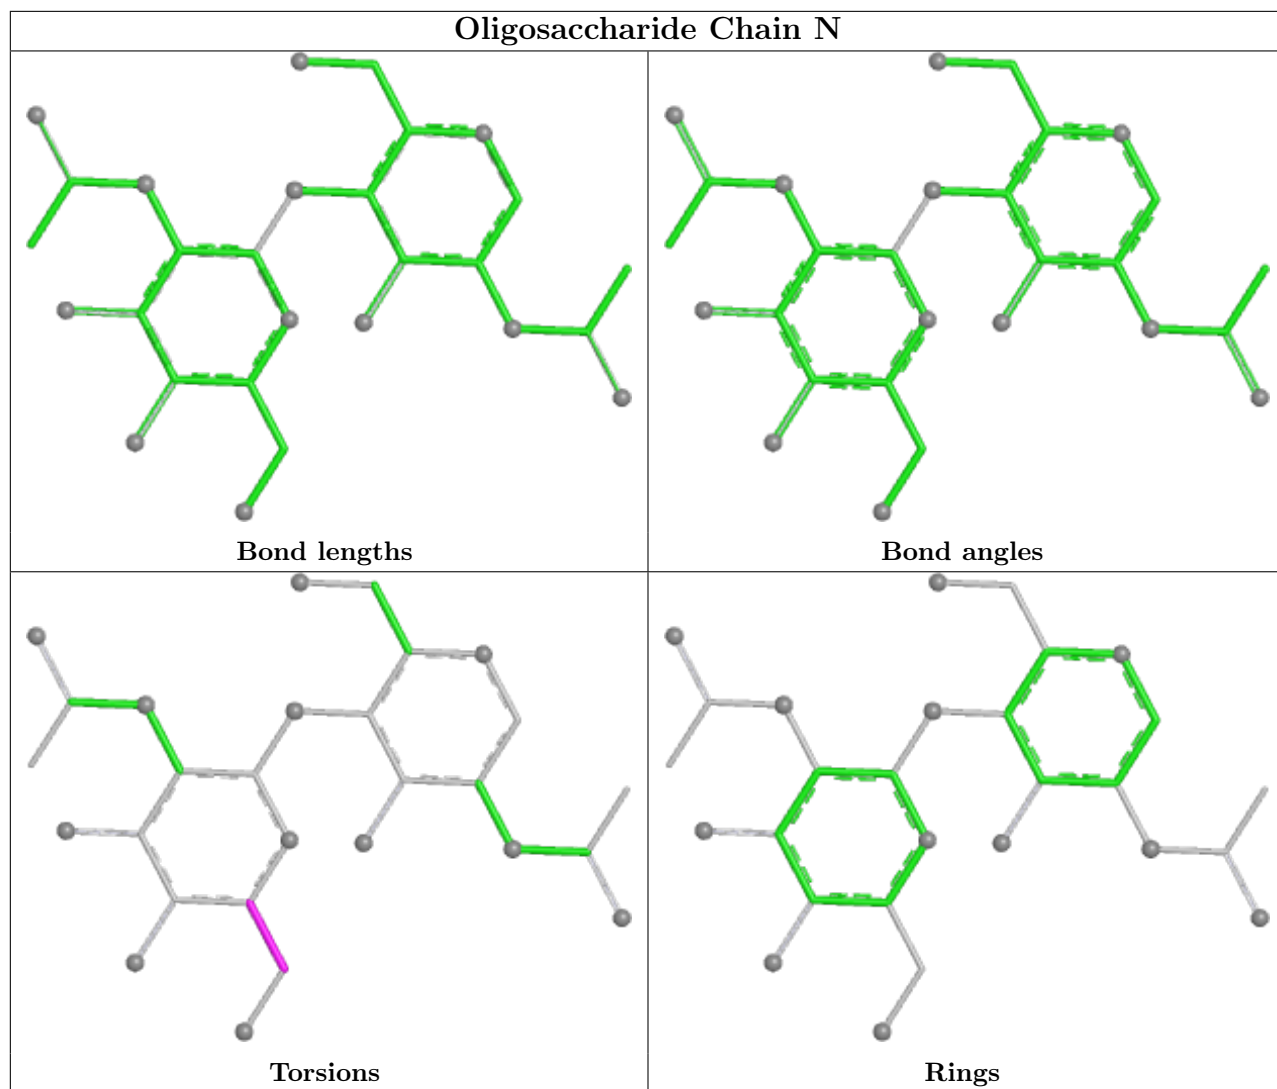 Oligosaccharide Chain N
Bond lengths
Bond angles
Torsions
Rings